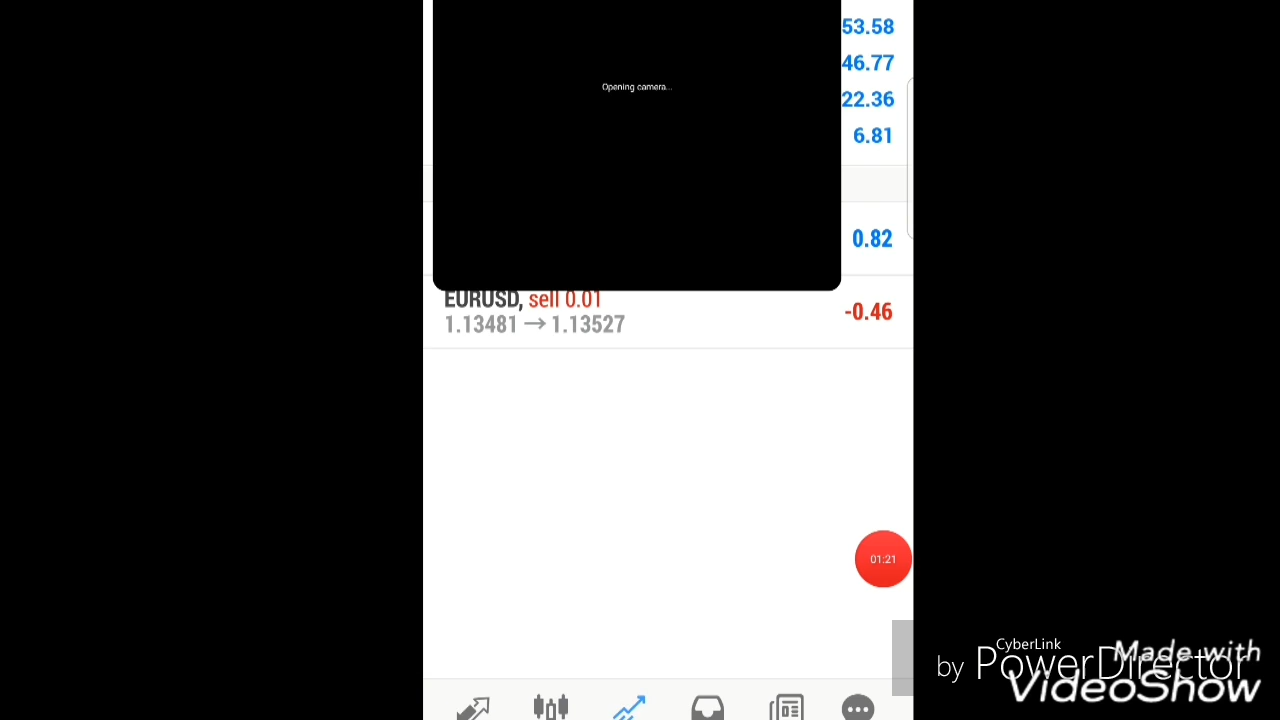 53.58
Opening camera...
46.77
22.36
6.81
0.82
EURUSD, sell 0.01
1.13481 → 1.13527
-0.46
01:21
CyberLink
by PowerDirector
Made with
VideoShow